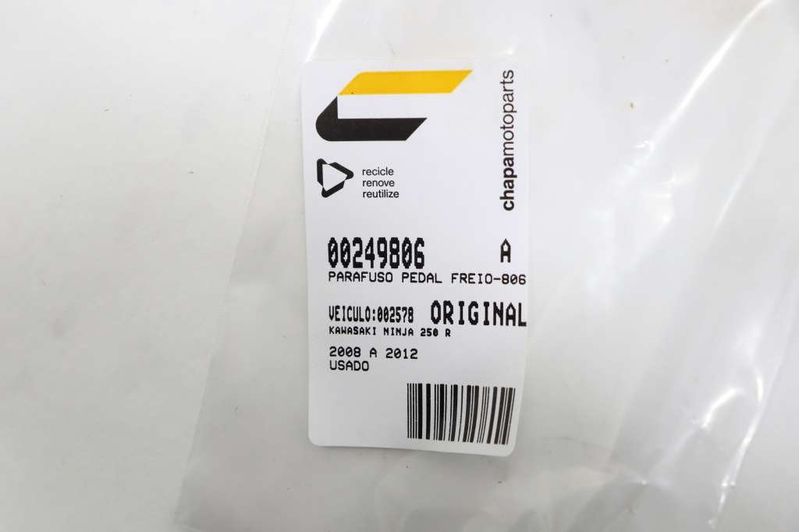 chapamotoparts
recicle
renove
reutilize
00249806 A
PARAFUSO PEDAL FREIO-806
VEICULO:002578 ORIGINAL
KAWASAKI NINJA 250 R
2008 A 2012
USADO